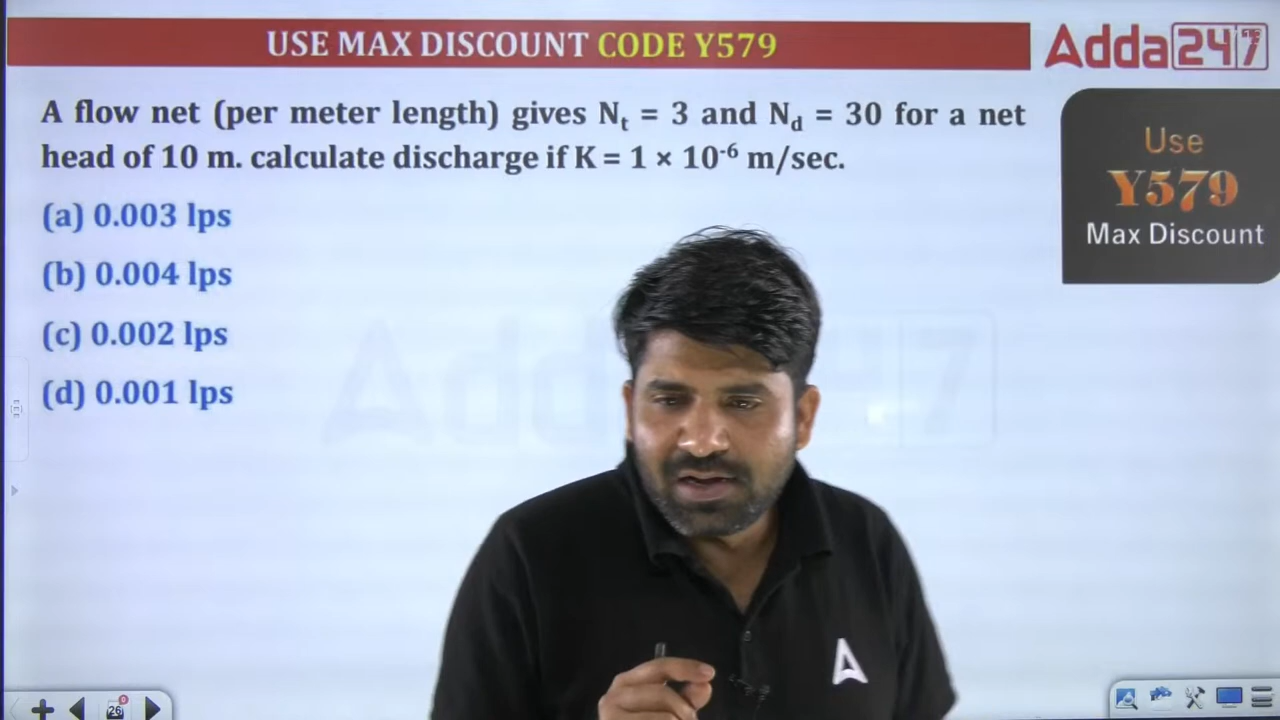 USE MAX DISCOUNT CODE Y579
Adda247
A flow net (per meter length) gives Nₜ = 3 and N_d = 30 for a net
head of 10 m. calculate discharge if K = 1 × 10⁻⁶ m/sec.
Use
Y579
Max Discount
(a) 0.003 lps
(b) 0.004 lps
(c) 0.002 lps
(d) 0.001 lps
Adda247
26